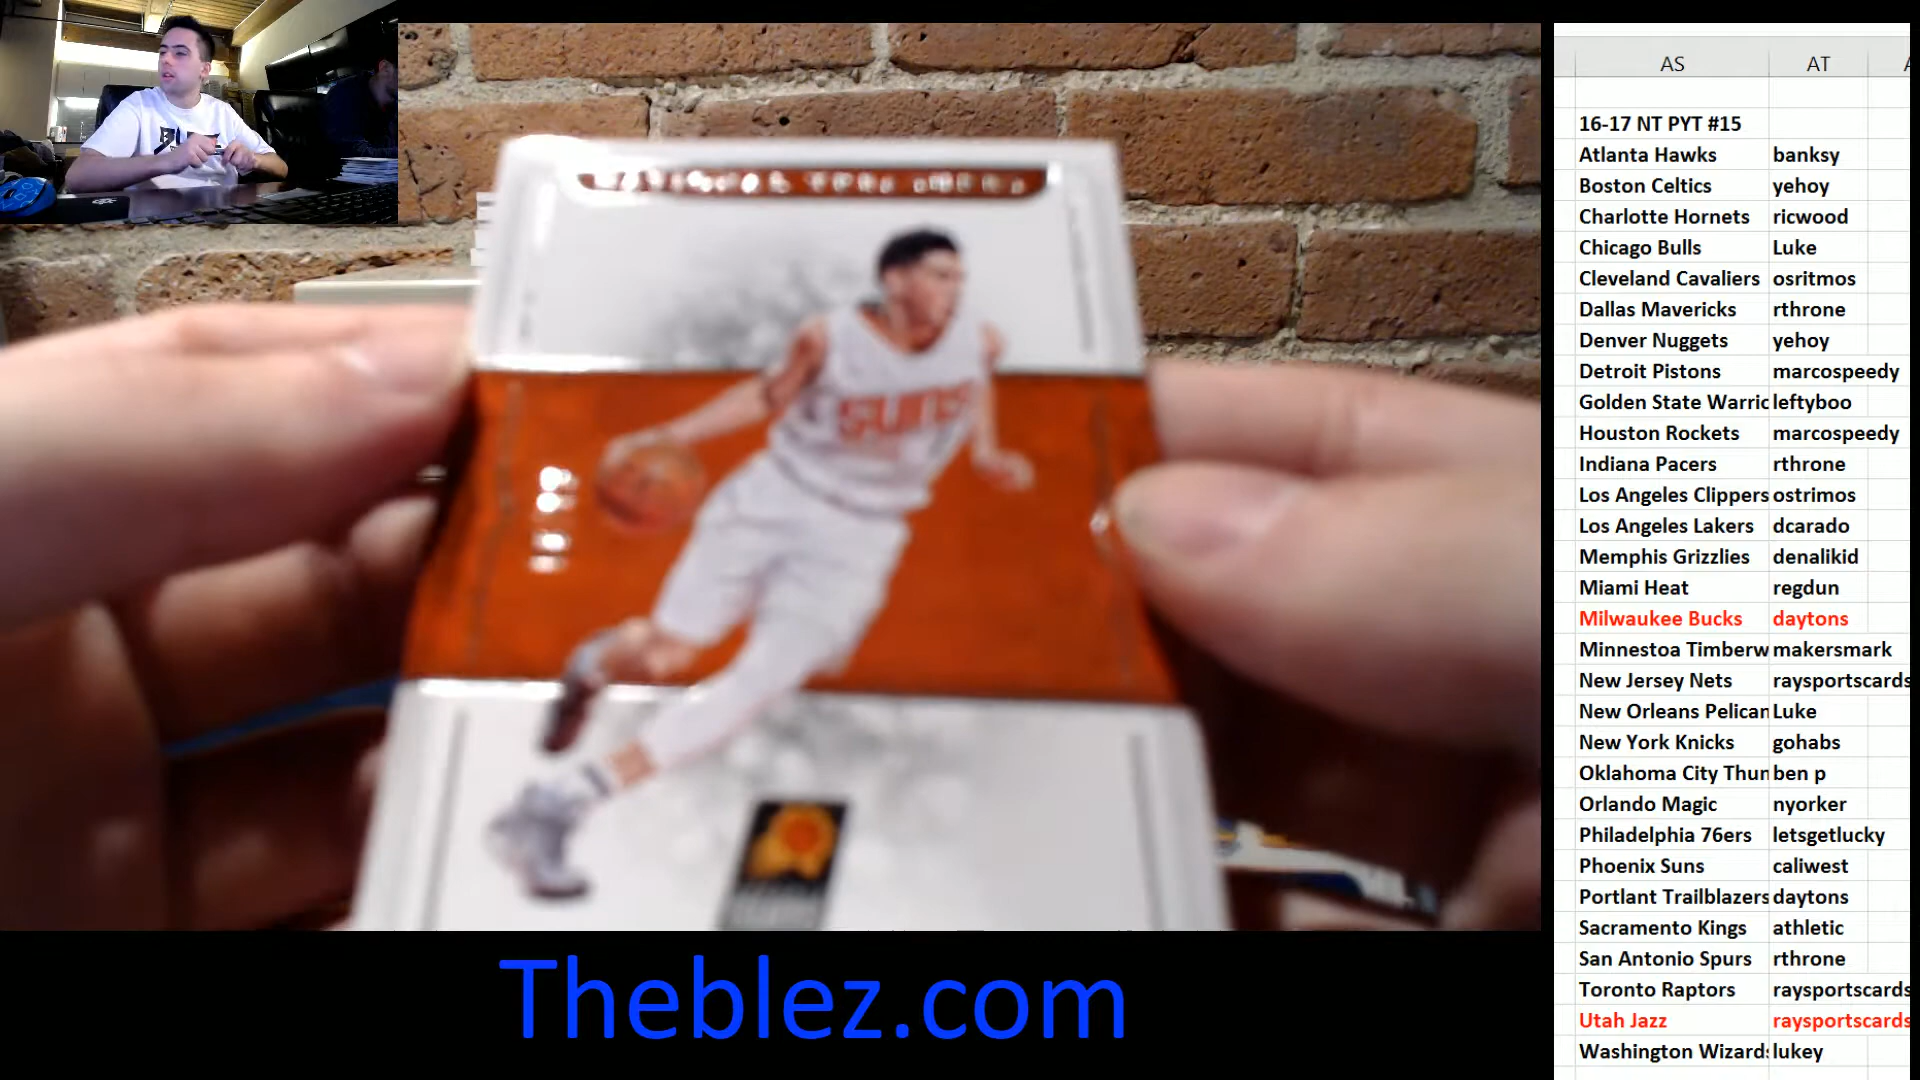 AS AT
16-17 NT PYT #15
Atlanta Hawks banksy
Boston Celtics yehoy
Charlotte Hornets ricwood
Chicago Bulls Luke
Cleveland Cavaliers osritmos
Dallas Mavericks rthrone
Denver Nuggets yehoy
Detroit Pistons marcospeedy
Golden State Warric leftyboo
Houston Rockets marcospeedy
Indiana Pacers rthrone
Los Angeles Clippers ostrimos
Los Angeles Lakers dcarado
Memphis Grizzlies denalikid
Miami Heat regdun
Milwaukee Bucks daytons
Minnestoa Timberw makersmark
New Jersey Nets raysportscards
New Orleans Pelican Luke
New York Knicks gohabs
Oklahoma City Thun ben p
Orlando Magic nyorker
Philadelphia 76ers letsgetlucky
Phoenix Suns caliwest
Portlant Trailblazers daytons
Sacramento Kings athletic
San Antonio Spurs rthrone
Toronto Raptors raysportscards
Utah Jazz raysportscards
Washington Wizards lukey
SUNS
Theblez.com